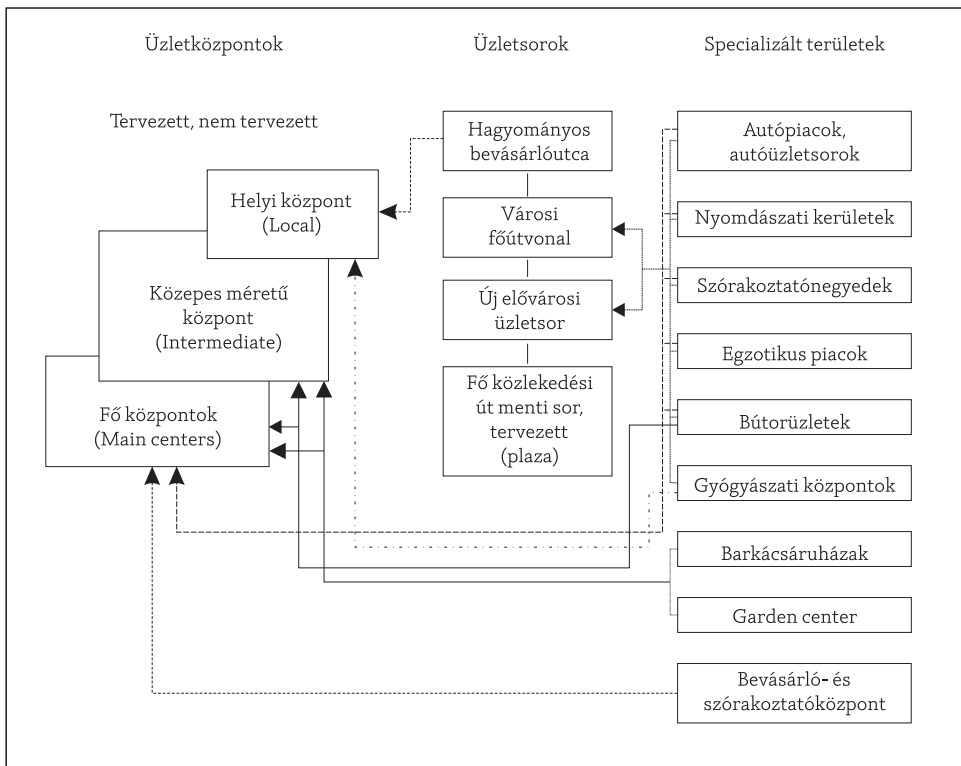 Üzletközpontok
Üzletsorok
Specializált területek
Tervezett, nem tervezett
Helyi központ
(Local)
Közepes méretű
központ
(Intermediate)
Fő központok
(Main centers)
Hagyományos
bevásárlóutca
Városi
főútvonal
Új elővárosi
üzletsor
Fő közlekedési
út menti sor,
tervezett
(plaza)
Autópiacok,
autóüzletsorok
Nyomdászati kerületek
Szórakoztatónegyedek
Egzotikus piacok
Bútorüzletek
Gyógyászati központok
Barkácsáruházak
Garden center
Bevásárló- és
szórakoztatóközpont